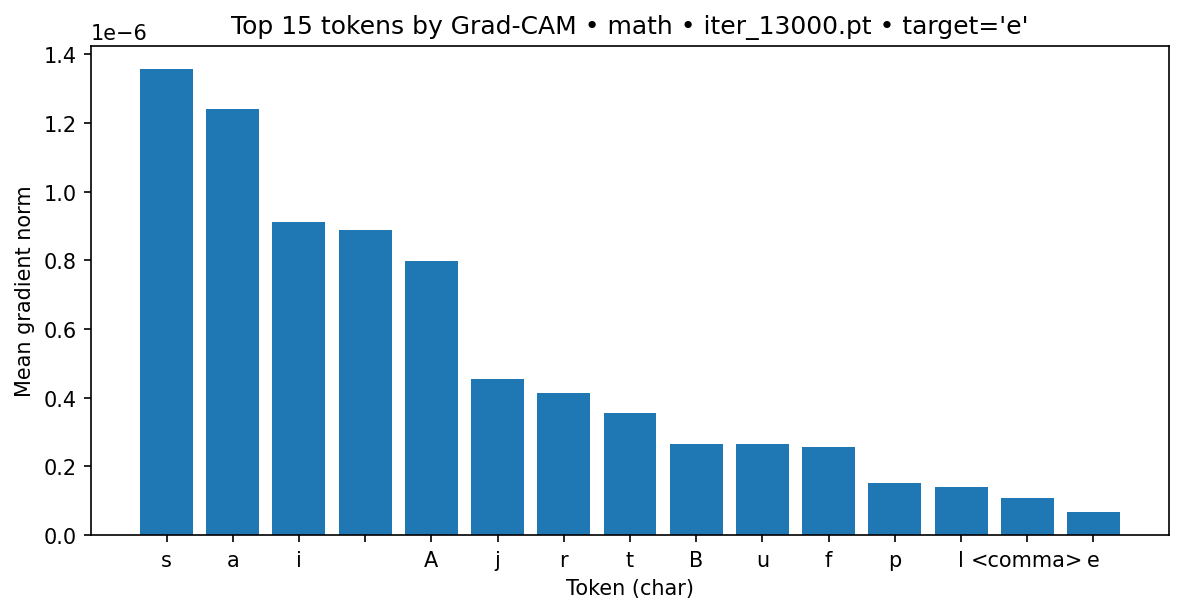 Top 15 tokens by Grad-CAM • math • iter_13000.pt • target='e'
1e−6
1.4
1.2
1.0
0.8
0.6
0.4
0.2
0.0
Mean gradient norm
s a i A j r t B u f p l <comma> e
Token (char)